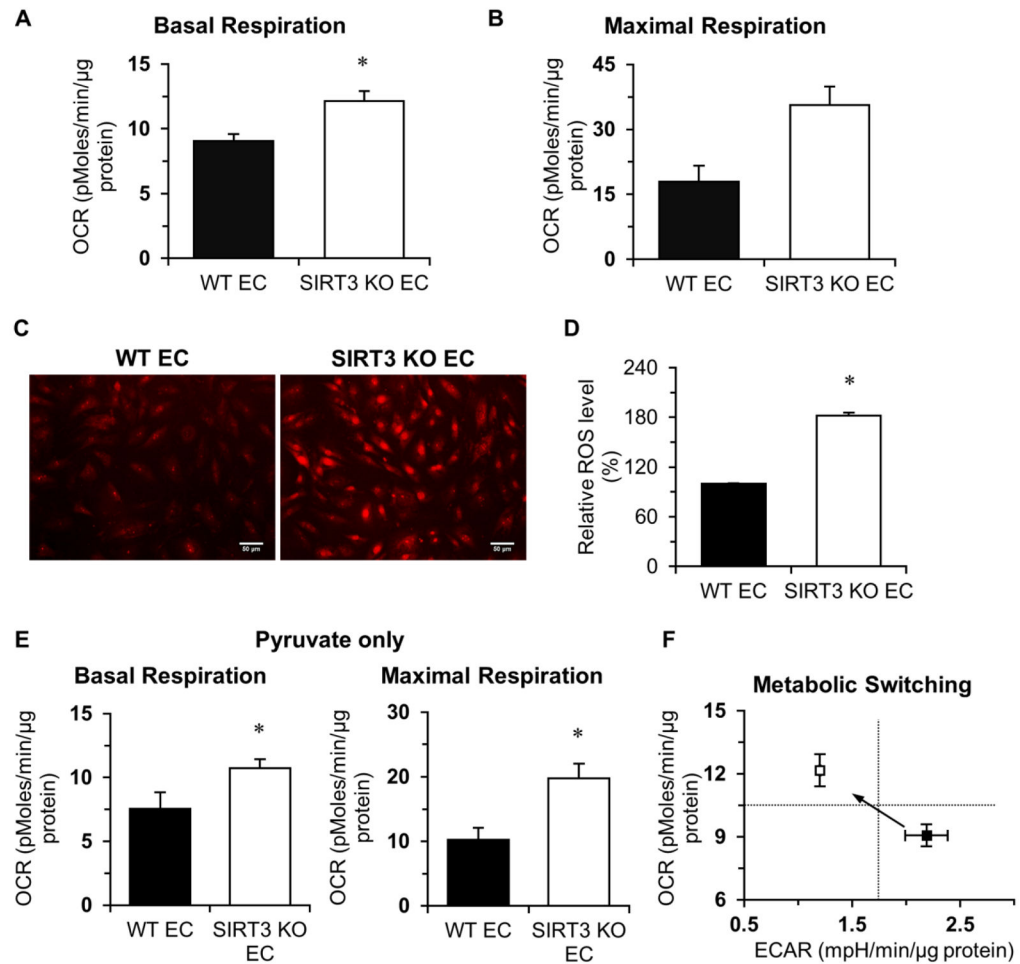 A
Basal Respiration
OCR (pMoles/min/µg
protein)
15
10
5
0
*
WT EC
SIRT3 KO EC
B
Maximal Respiration
OCR (pMoles/min/µg
protein)
45
30
15
0
WT EC
SIRT3 KO EC
C
WT EC
SIRT3 KO EC
50 µm
50 µm
D
Relative ROS level
(%)
240
180
120
60
0
*
WT EC
SIRT3 KO EC
E
Pyruvate only
Basal Respiration
OCR (pMoles/min/µg
protein)
15
10
5
0
*
WT EC
SIRT3 KO
EC
Maximal Respiration
OCR (pMoles/min/µg
protein)
30
20
10
0
*
WT EC
SIRT3 KO
EC
F
Metabolic Switching
OCR (pMoles/min/µg
protein)
15
12
9
6
0.5
1.5
2.5
ECAR (mpH/min/µg protein)